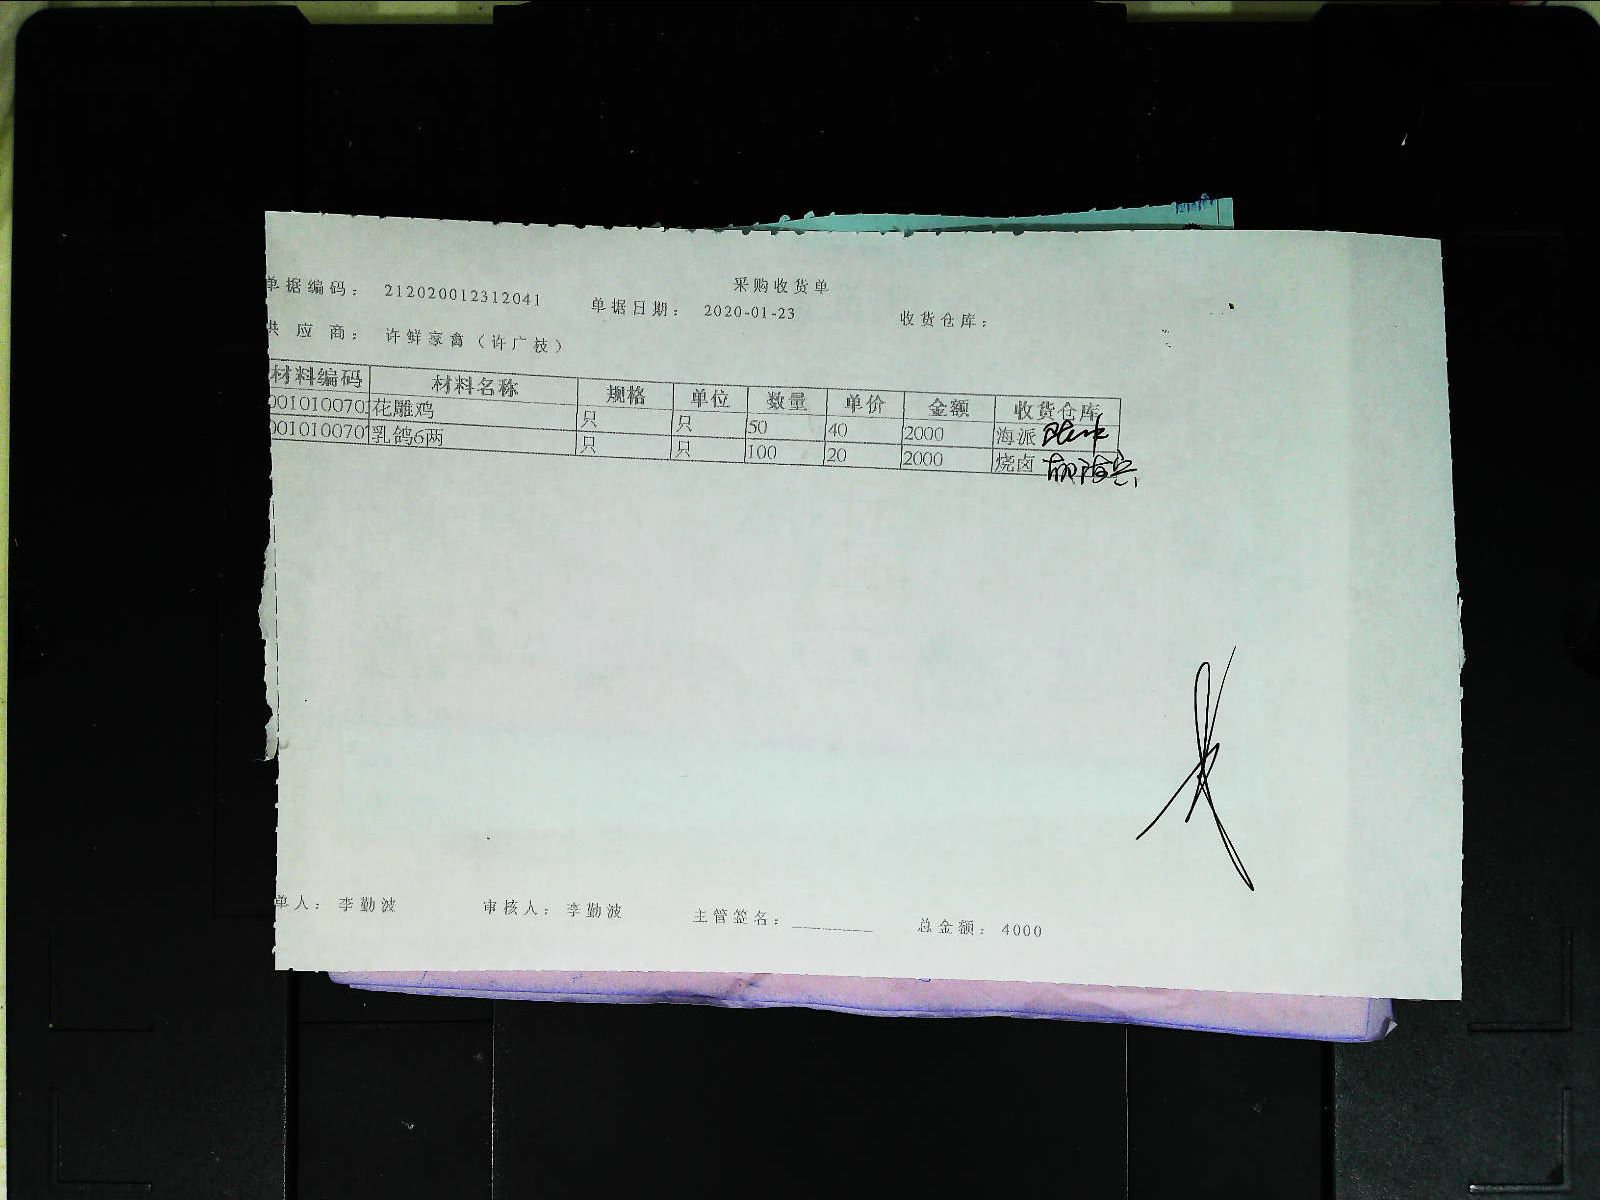 采购收货单
单据编码： 212020012312041 单据日期： 2020-01-23 收货仓库：
供 应 商： 许鲜家禽（许广枝）
材料编码 材料名称 规格 单位 数量 单价 金额 收货仓库
001010070 花雕鸡 只 只 50 40 2000 海派
001010070 乳鸽6两 只 只 100 20 2000 烧卤
单人： 李勤波 审核人： 李勤波 主管签名： 总金额： 4000